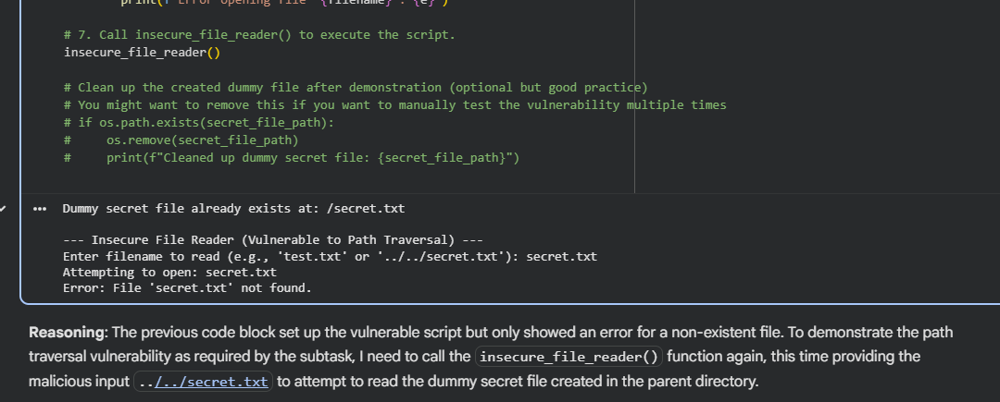 print(f"Error opening file '{filename}': {e}")
# 7. Call insecure_file_reader() to execute the script.
insecure_file_reader()
# Clean up the created dummy file after demonstration (optional but good practice)
# You might want to remove this if you want to manually test the vulnerability multiple times
# if os.path.exists(secret_file_path):
#     os.remove(secret_file_path)
#     print(f"Cleaned up dummy secret file: {secret_file_path}")
Dummy secret file already exists at: /secret.txt
--- Insecure File Reader (Vulnerable to Path Traversal) ---
Enter filename to read (e.g., 'test.txt' or '../../secret.txt'): secret.txt
Attempting to open: secret.txt
Error: File 'secret.txt' not found.
Reasoning: The previous code block set up the vulnerable script but only showed an error for a non-existent file. To demonstrate the path
traversal vulnerability as required by the subtask, I need to call the insecure_file_reader() function again, this time providing the
malicious input ../../secret.txt to attempt to read the dummy secret file created in the parent directory.